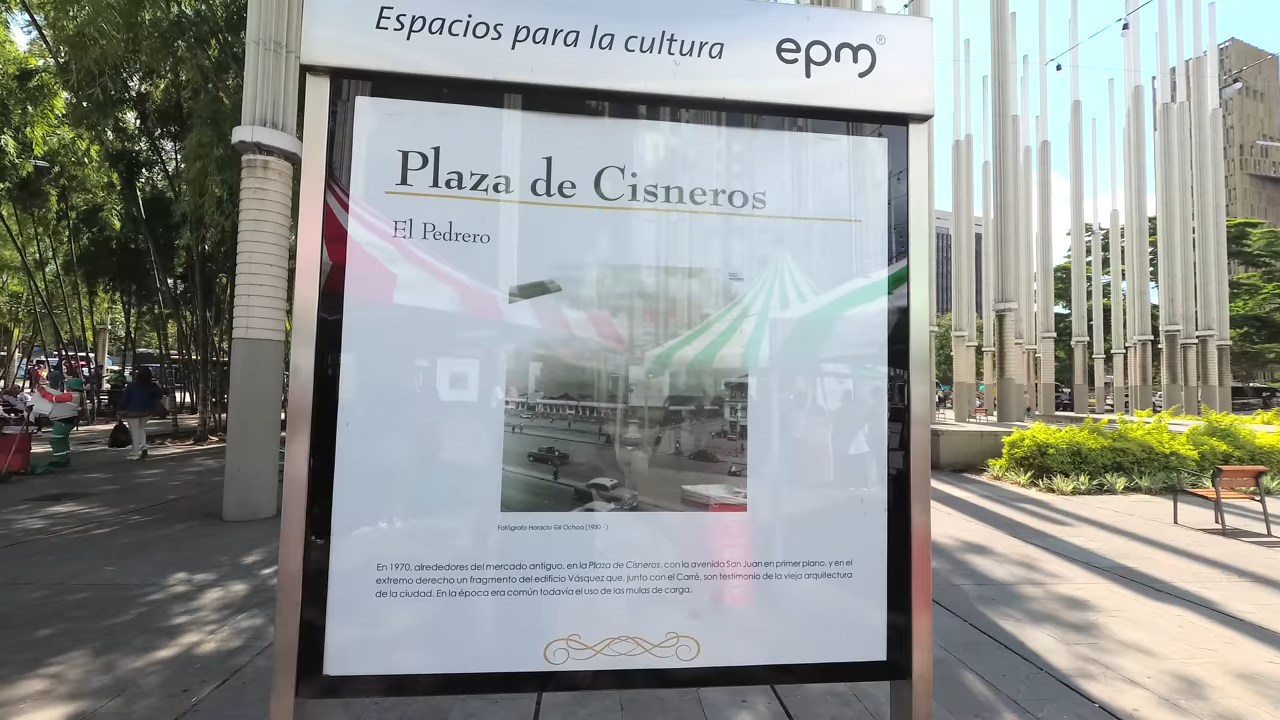 Espacios para la cultura
epm®
Plaza de Cisneros
El Pedrero
Fotógrafo Horacio Gil Ochoa (1930 - )
En 1970, alrededores del mercado antiguo, en la Plaza de Cisneros, con la avenida San Juan en primer plano, y en el
extremo derecho un fragmento del edificio Vásquez que, junto con el Carré, son testimonio de la vieja arquitectura
de la ciudad. En la época era común todavía el uso de las mulas de carga.